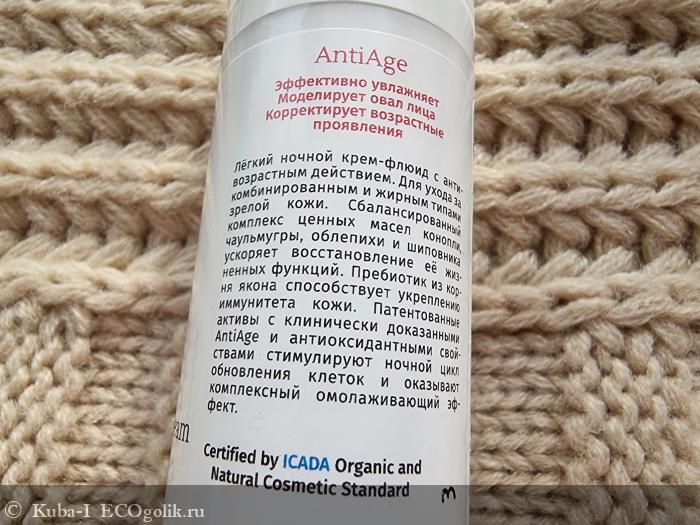 AntiAge
Эффективно увлажняет
Моделирует овал лица
Корректирует возрастные
проявления
Лёгкий ночной крем-флюид с анти-
возрастным действием. Для ухода за
комбинированным и жирным типами
зрелой кожи. Сбалансированный
комплекс ценных масел конопли,
чаульмугры, облепихи и шиповника
ускоряет восстановление её жиз-
ненных функций. Пребиотик из кор-
ня якона способствует укреплению
иммунитета кожи. Патентованные
активы с клинически доказанными
AntiAge и антиоксидантными свой-
ствами стимулируют ночной цикл
обновления клеток и оказывают
комплексный омолаживающий эф-
фект.
eam
Certified by ICADA Organic and
Natural Cosmetic Standard
© Kuba-I ECOgolik.ru